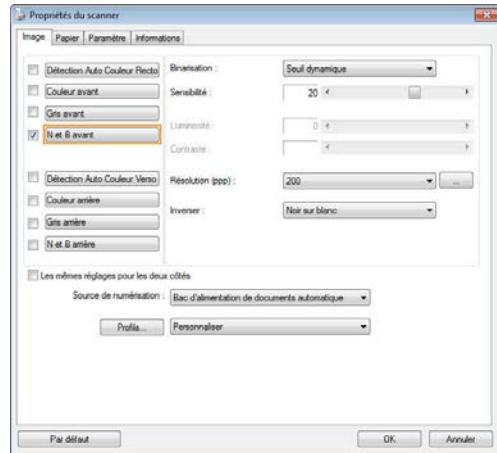 Propriétés du scanner
Image Papier Paramètre Informations
Détection Auto Couleur Recto
Binarisation :
Seuil dynamique
Couleur avant
Sensibilité :
20
Gris avant
Luminosité :
0
N et B avant
Contraste :
Détection Auto Couleur Verso
Résolution (ppp) :
200
...
Couleur arrière
Inverser :
Noir sur blanc
Gris arrière
N et B arrière
Les mêmes réglages pour les deux côtés
Source de numérisation :
Bac d'alimentation de documents automatique
Profils...
Personnaliser
Par défaut
OK
Annuler